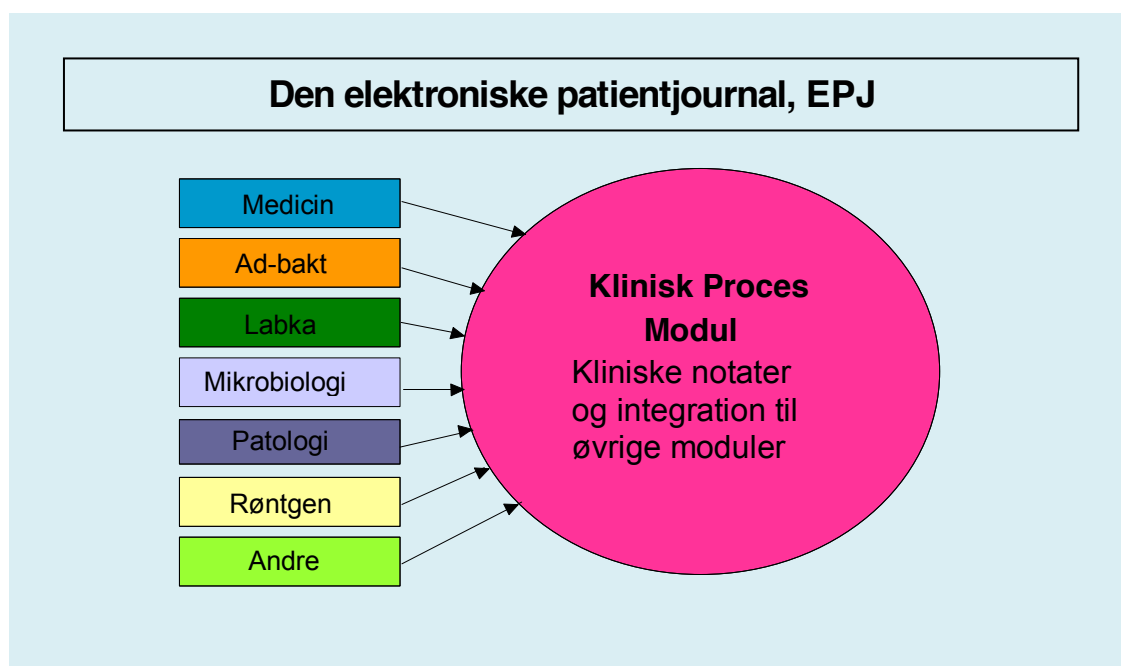 Den elektroniske patientjournal, EPJ
Medicin
Ad-bakt
Labka
Mikrobiologi
Patologi
Røntgen
Andre
Klinisk Proces
Modul
Kliniske notater
og integration til
øvrige moduler